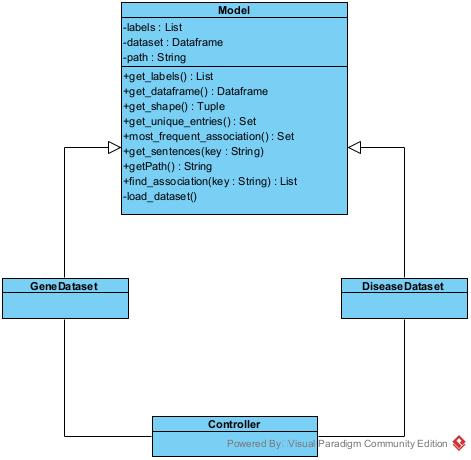 Model
-labels : List
-dataset : Dataframe
-path : String
+get_labels() : List
+get_dataframe() : Dataframe
+get_shape() : Tuple
+get_unique_entries() : Set
+most_frequent_association() : Set
+get_sentences(key : String)
+getPath() : String
+find_association(key : String) : List
-load_dataset()
GeneDataset
DiseaseDataset
Controller
Powered By: Visual Paradigm Community Edition